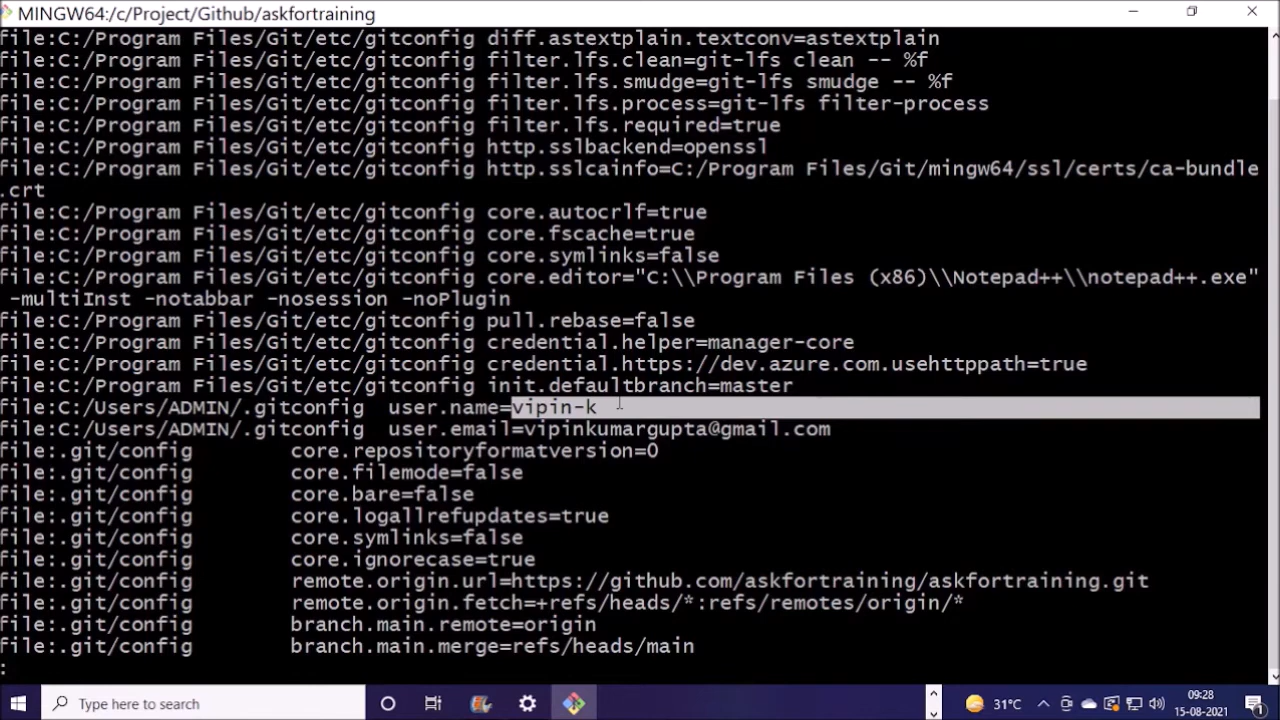 MINGW64:/c/Project/Github/askfortraining
file:C:/Program Files/Git/etc/gitconfig diff.astextplain.textconv=astextplain
file:C:/Program Files/Git/etc/gitconfig filter.lfs.clean=git-lfs clean -- %f
file:C:/Program Files/Git/etc/gitconfig filter.lfs.smudge=git-lfs smudge -- %f
file:C:/Program Files/Git/etc/gitconfig filter.lfs.process=git-lfs filter-process
file:C:/Program Files/Git/etc/gitconfig filter.lfs.required=true
file:C:/Program Files/Git/etc/gitconfig http.sslbackend=openssl
file:C:/Program Files/Git/etc/gitconfig http.sslcainfo=C:/Program Files/Git/mingw64/ssl/certs/ca-bundle
.crt
file:C:/Program Files/Git/etc/gitconfig core.autocrlf=true
file:C:/Program Files/Git/etc/gitconfig core.fscache=true
file:C:/Program Files/Git/etc/gitconfig core.symlinks=false
file:C:/Program Files/Git/etc/gitconfig core.editor="C:\\Program Files (x86)\\Notepad++\\notepad++.exe"
-multiInst -notabbar -nosession -noPlugin
file:C:/Program Files/Git/etc/gitconfig pull.rebase=false
file:C:/Program Files/Git/etc/gitconfig credential.helper=manager-core
file:C:/Program Files/Git/etc/gitconfig credential.https://dev.azure.com.usehttppath=true
file:C:/Program Files/Git/etc/gitconfig init.defaultbranch=master
file:C:/Users/ADMIN/.gitconfig user.name=vipin-k
file:C:/Users/ADMIN/.gitconfig user.email=vipinkumargupta@gmail.com
file:.git/config core.repositoryformatversion=0
file:.git/config core.filemode=false
file:.git/config core.bare=false
file:.git/config core.logallrefupdates=true
file:.git/config core.symlinks=false
file:.git/config core.ignorecase=true
file:.git/config remote.origin.url=https://github.com/askfortraining/askfortraining.git
file:.git/config remote.origin.fetch=+refs/heads/*:refs/remotes/origin/*
file:.git/config branch.main.remote=origin
file:.git/config branch.main.merge=refs/heads/main
:
Type here to search
31°C
09:28
15-08-2021
1